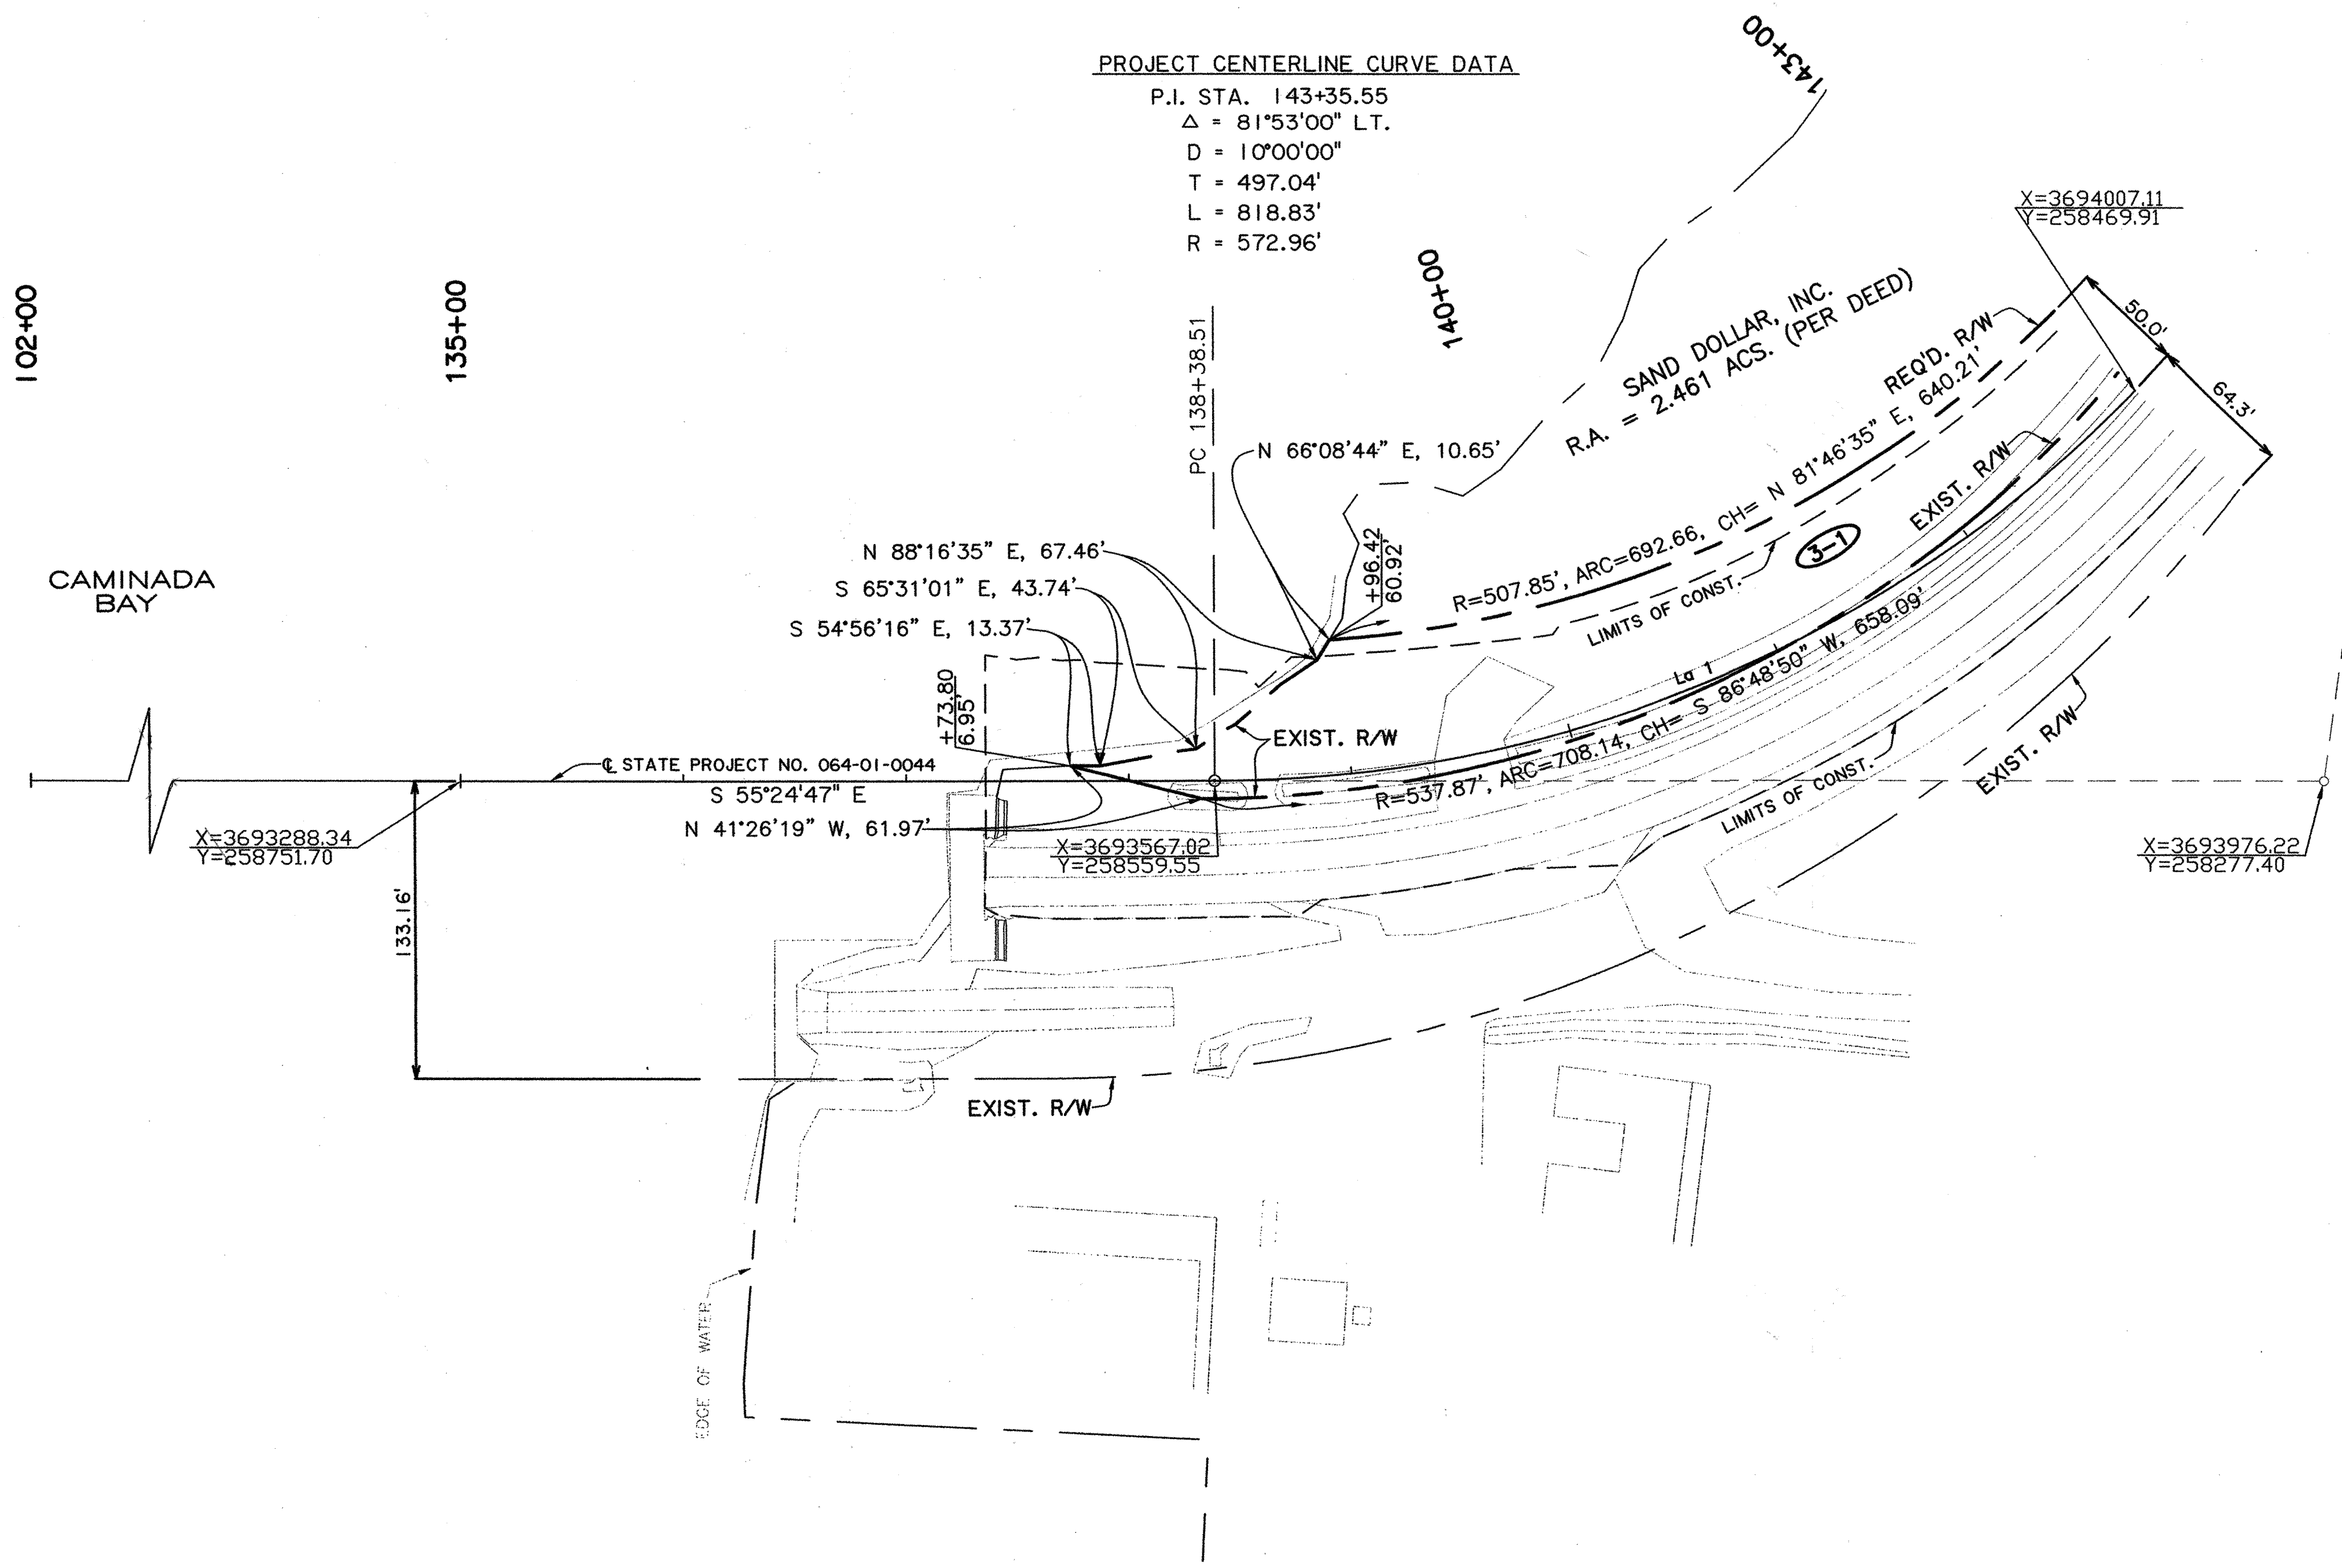 PROJECT CENTERLINE CURVE DATA
P.I. STA. 143+35.55
Δ = 81°53'00" LT.
D = 10°00'00"
T = 497.04'
L = 818.83'
R = 572.96'
143+00
X=3694007.11
Y=258469.91
102+00
135+00
140+00
PC 138+38.51
SAND DOLLAR, INC.
R.A. = 2.461 ACS. (PER DEED)
REQ'D. R/W
50.0'
64.3'
N 66°08'44" E, 10.65'
R=507.85', ARC=692.66, CH= N 81°46'35" E, 640.21'
EXIST. R/W
3-1
+96.42
60.92'
N 88°16'35" E, 67.46'
S 65°31'01" E, 43.74'
S 54°56'16" E, 13.37'
LIMITS OF CONST.
CAMINADA
BAY
+73.80
6.95'
La 1
EXIST. R/W
R=537.87', ARC=708.14, CH= S 86°48'50" W, 658.09'
℄ STATE PROJECT NO. 064-01-0044
S 55°24'47" E
N 41°26'19" W, 61.97'
X=3693288.34
Y=258751.70
X=3693567.02
Y=258559.55
LIMITS OF CONST.
EXIST. R/W
X=3693976.22
Y=258277.40
133.16'
EXIST. R/W
EDGE OF WATER